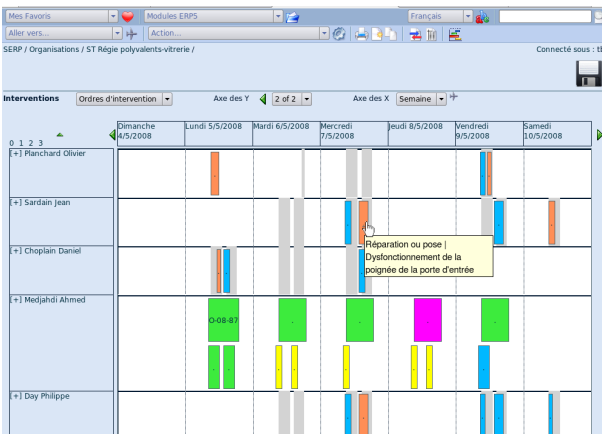 Mes Favoris
Modules ERP5
Français
Aller vers...
Action...
SERP / Organisations / ST Régie polyvalents-vitrerie /
Connecté sous : tb
Interventions
Ordres d'intervention
Axe des Y
2 of 2
Axe des X
Semaine
0 1 2 3
Dimanche 4/5/2008
Lundi 5/5/2008
Mardi 6/5/2008
Mercredi 7/5/2008
Jeudi 8/5/2008
Vendredi 9/5/2008
Samedi 10/5/2008
[+] Planchard Olivier
[+] Sardain Jean
Réparation ou pose |
Dysfonctionnement de la
poignée de la porte d'entrée
[+] Choplain Daniel
[+] Medjahdi Ahmed
O-08-87
[+] Day Philippe